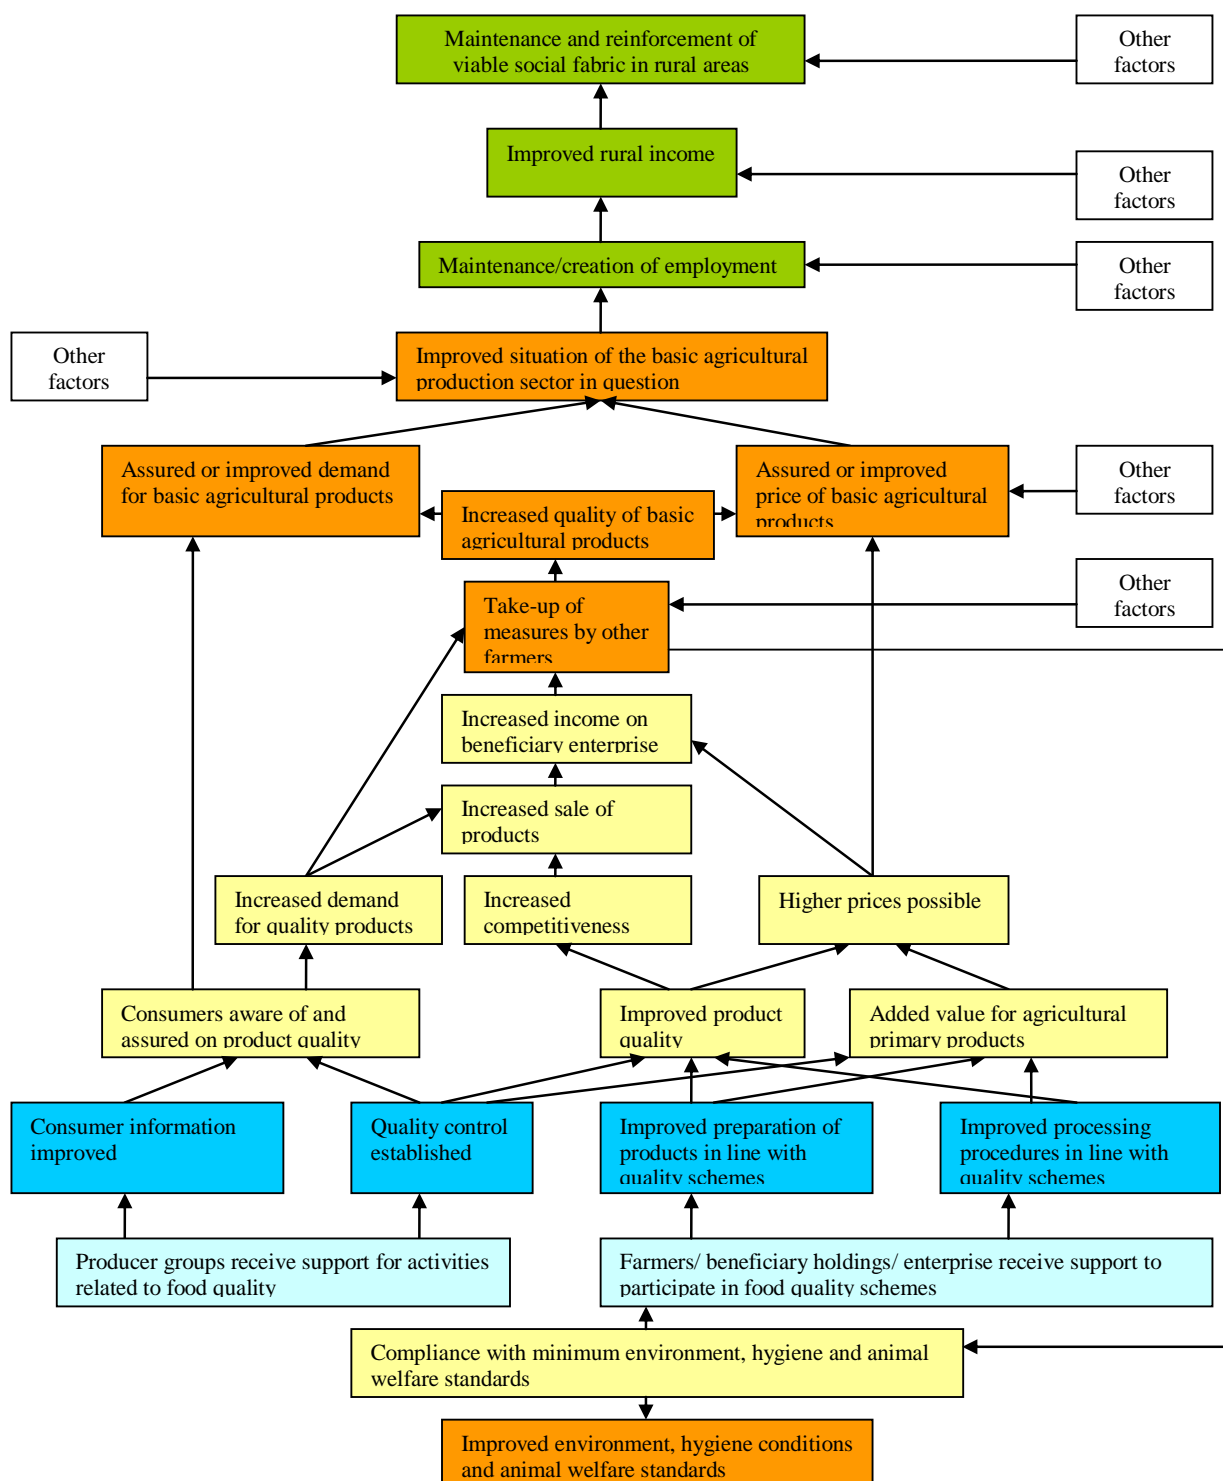 Maintenance and reinforcement of
viable social fabric in rural areas
Other
factors
Improved rural income
Other
factors
Maintenance/creation of employment
Other
factors
Other
factors
Improved situation of the basic agricultural
production sector in question
Assured or improved demand
for basic agricultural products
Increased quality of basic
agricultural products
Assured or improved
price of basic agricultural
products
Other
factors
Take-up of
measures by other
farmers
Other
factors
Increased income on
beneficiary enterprise
Increased sale of
products
Increased demand
for quality products
Increased
competitiveness
Higher prices possible
Consumers aware of and
assured on product quality
Improved product
quality
Added value for agricultural
primary products
Consumer information
improved
Quality control
established
Improved preparation of
products in line with
quality schemes
Improved processing
procedures in line with
quality schemes
Producer groups receive support for activities
related to food quality
Farmers/ beneficiary holdings/ enterprise receive support to
participate in food quality schemes
Compliance with minimum environment, hygiene and animal
welfare standards
Improved environment, hygiene conditions
and animal welfare standards